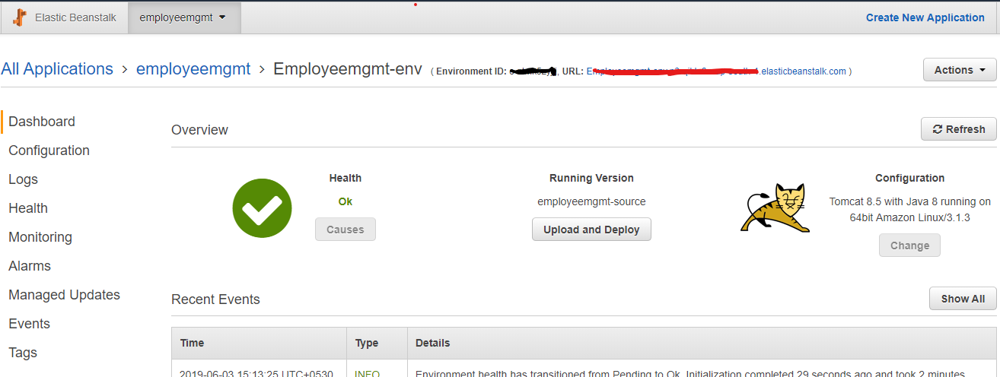 Elastic Beanstalk employeemgmt Create New Application
All Applications > employeemgmt > Employeemgmt-env ( Environment ID: , URL: .elasticbeanstalk.com ) Actions
Dashboard
Configuration
Logs
Health
Monitoring
Alarms
Managed Updates
Events
Tags
Overview Refresh
Health
Ok
Causes
Running Version
employeemgmt-source
Upload and Deploy
Configuration
Tomcat 8.5 with Java 8 running on
64bit Amazon Linux/3.1.3
Change
Recent Events Show All
Time Type Details
2019-06-03 15:13:25 UTC+0530 INFO Environment health has transitioned from Pending to Ok. Initialization completed 29 seconds ago and took 2 minutes.